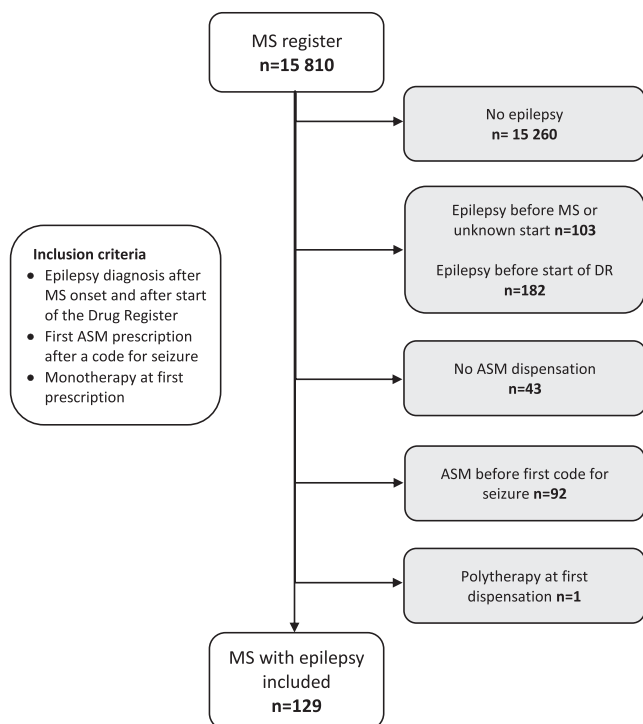 MS register
n=15 810
No epilepsy
n= 15 260
Epilepsy before MS or
unknown start n=103
Epilepsy before start of DR
n=182
Inclusion criteria
• Epilepsy diagnosis after
MS onset and after start
of the Drug Register
• First ASM prescription
after a code for seizure
• Monotherapy at first
prescription
No ASM dispensation
n=43
ASM before first code for
seizure n=92
Polytherapy at first
dispensation n=1
MS with epilepsy
included
n=129